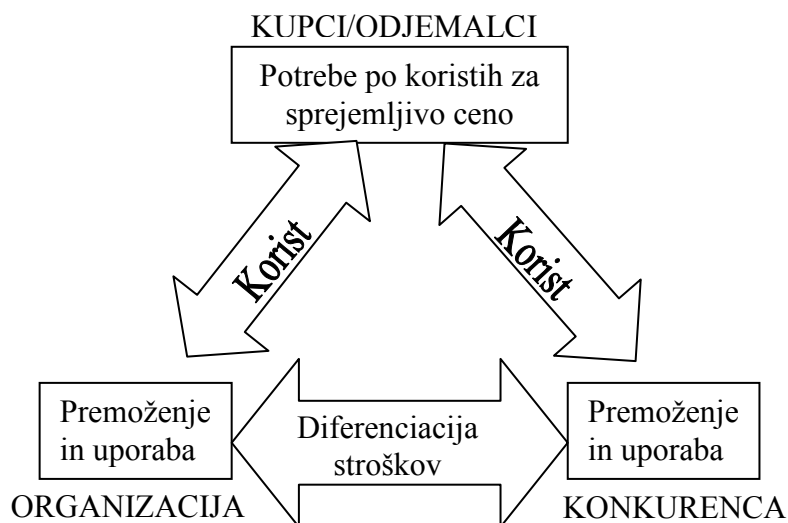 KUPCI/ODJEMALCI
Potrebe po koristih za
sprejemljivo ceno
Korist
Korist
Premoženje
in uporaba
Diferenciacija
stroškov
Premoženje
in uporaba
ORGANIZACIJA
KONKURENCA